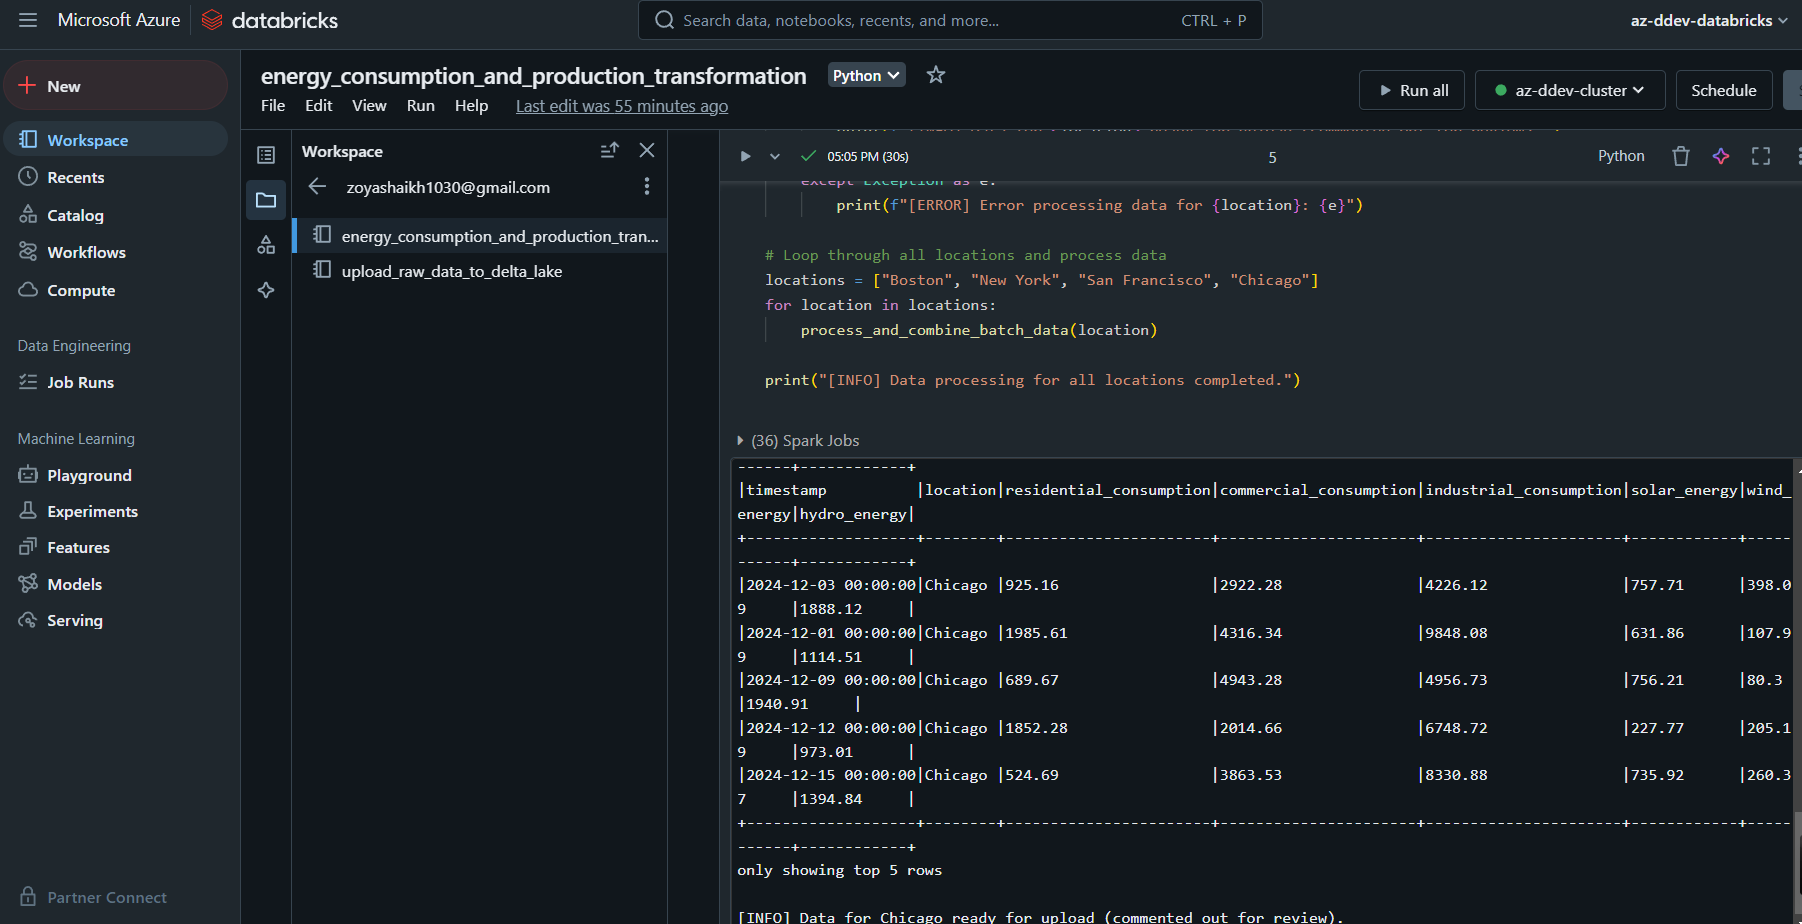 Microsoft Azure
databricks
Search data, notebooks, recents, and more...
CTRL + P
az-ddev-databricks
New
Workspace
Recents
Catalog
Workflows
Compute
Data Engineering
Job Runs
Machine Learning
Playground
Experiments
Features
Models
Serving
Partner Connect
energy_consumption_and_production_transformation
Python
File Edit View Run Help Last edit was 55 minutes ago
Run all
az-ddev-cluster
Schedule
Workspace
zoyashaikh1030@gmail.com
energy_consumption_and_production_tran...
upload_raw_data_to_delta_lake
05:05 PM (30s)
5
Python
except Exception as e:
print(f"[ERROR] Error processing data for {location}: {e}")
# Loop through all locations and process data
locations = ["Boston", "New York", "San Francisco", "Chicago"]
for location in locations:
process_and_combine_batch_data(location)
print("[INFO] Data processing for all locations completed.")
(36) Spark Jobs
------+------------+
|timestamp          |location|residential_consumption|commercial_consumption|industrial_consumption|solar_energy|wind_
energy|hydro_energy|
+-------------------+--------+-----------------------+----------------------+----------------------+------------+-----
------+------------+
|2024-12-03 00:00:00|Chicago |925.16                 |2922.28               |4226.12               |757.71      |398.0
9     |1888.12     |
|2024-12-01 00:00:00|Chicago |1985.61                |4316.34               |9848.08               |631.86      |107.9
9     |1114.51     |
|2024-12-09 00:00:00|Chicago |689.67                 |4943.28               |4956.73               |756.21      |80.3
|1940.91     |
|2024-12-12 00:00:00|Chicago |1852.28                |2014.66               |6748.72               |227.77      |205.1
9     |973.01      |
|2024-12-15 00:00:00|Chicago |524.69                 |3863.53               |8330.88               |735.92      |260.3
7     |1394.84     |
+-------------------+--------+-----------------------+----------------------+----------------------+------------+-----
------+------------+
only showing top 5 rows
[INFO] Data for Chicago ready for upload (commented out for review).